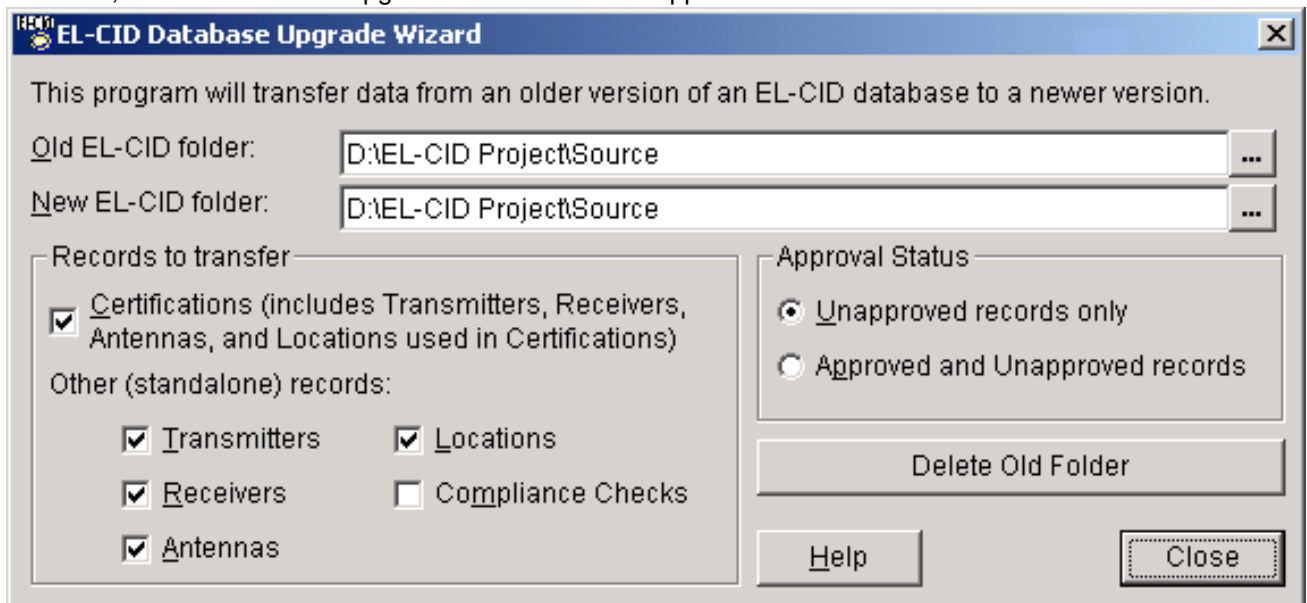 EL-CID Database Upgrade Wizard
This program will transfer data from an older version of an EL-CID database to a newer version.
Old EL-CID folder:
D:\EL-CID Project\Source
...
New EL-CID folder:
D:\EL-CID Project\Source
...
Records to transfer
Certifications (includes Transmitters, Receivers,
Antennas, and Locations used in Certifications)
Other (standalone) records:
Transmitters
Locations
Receivers
Compliance Checks
Antennas
Approval Status
Unapproved records only
Approved and Unapproved records
Delete Old Folder
Help
Close